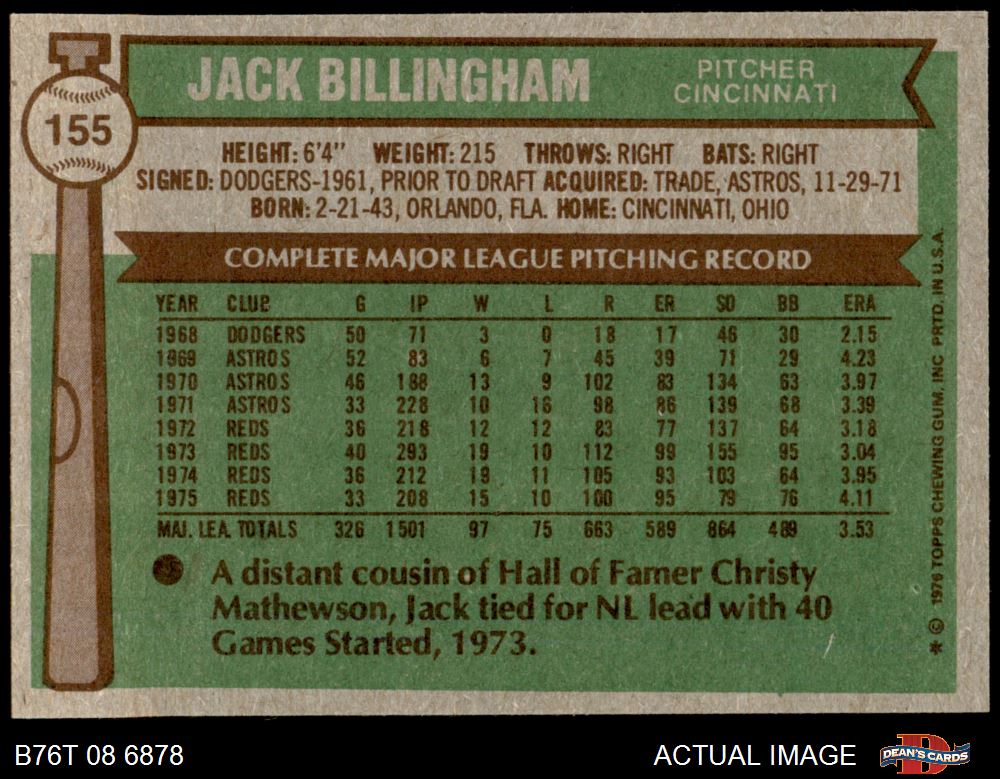 JACK BILLINGHAM
PITCHER
CINCINNATI
155
HEIGHT: 6'4" WEIGHT: 215 THROWS: RIGHT BATS: RIGHT
SIGNED: DODGERS-1961, PRIOR TO DRAFT ACQUIRED: TRADE, ASTROS, 11-29-71
BORN: 2-21-43, ORLANDO, FLA. HOME: CINCINNATI, OHIO
COMPLETE MAJOR LEAGUE PITCHING RECORD
YEAR CLUB G IP W L R ER SO BB ERA
1968 DODGERS 50 71 3 0 18 17 46 30 2.15
1969 ASTROS 52 83 6 7 45 39 71 29 4.23
1970 ASTROS 46 188 13 9 102 83 134 63 3.97
1971 ASTROS 33 228 10 16 98 86 139 68 3.39
1972 REDS 36 218 12 12 83 77 137 64 3.18
1973 REDS 40 293 19 10 112 99 155 95 3.04
1974 REDS 36 212 19 11 105 93 103 64 3.95
1975 REDS 33 208 15 10 100 95 79 76 4.11
MAJ. LEA. TOTALS 326 1501 97 75 663 589 864 489 3.53
A distant cousin of Hall of Famer Christy
Mathewson, Jack tied for NL lead with 40
Games Started, 1973.
* © 1976 TOPPS CHEWING GUM, INC PRTD. IN U.S.A.
B76T 08 6878
ACTUAL IMAGE
DEAN'S CARDS